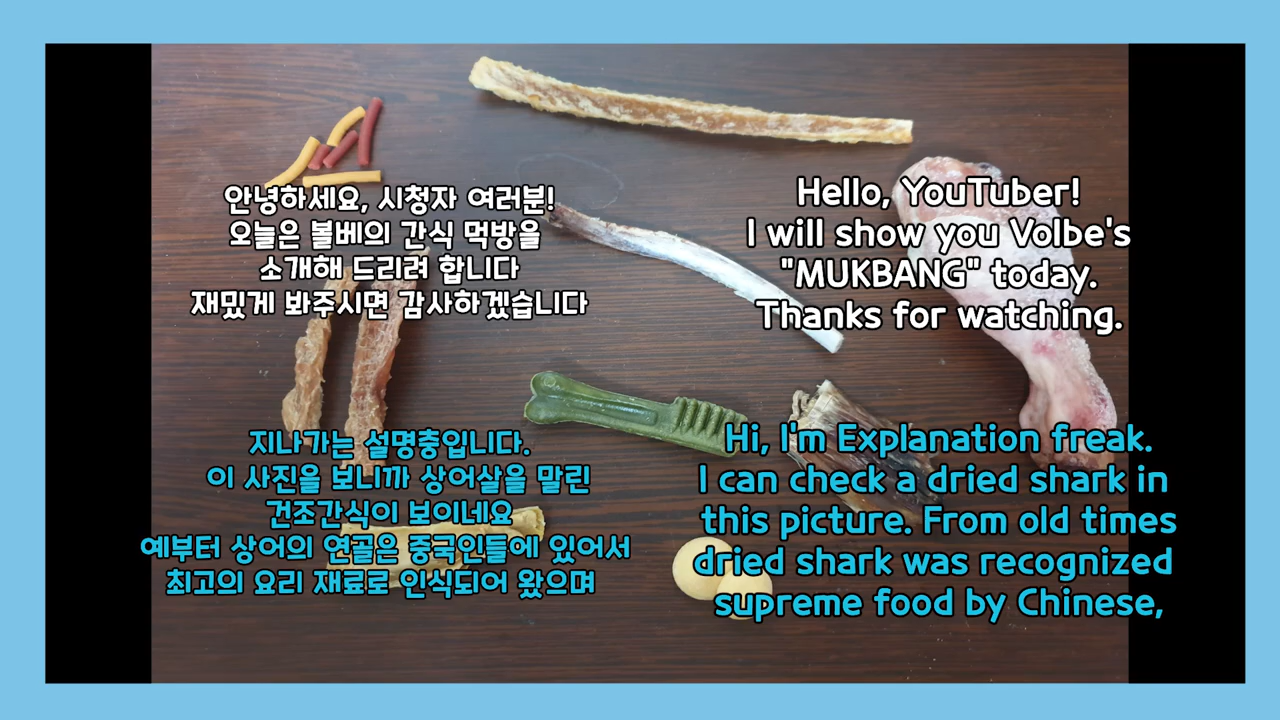 안녕하세요, 시청자 여러분!
오늘은 볼베의 간식 먹방을
소개해 드리려 합니다
재밌게 봐주시면 감사하겠습니다
Hello, YouTuber!
I will show you Volbe's
"MUKBANG" today.
Thanks for watching.
지나가는 설명충입니다.
이 사진을 보니까 상어살을 말린
건조간식이 보이네요
예부터 상어의 연골은 중국인들에 있어서
최고의 요리 재료로 인식되어 왔으며
Hi, I'm Explanation freak.
I can check a dried shark in
this picture. From old times
dried shark was recognized
supreme food by Chinese,